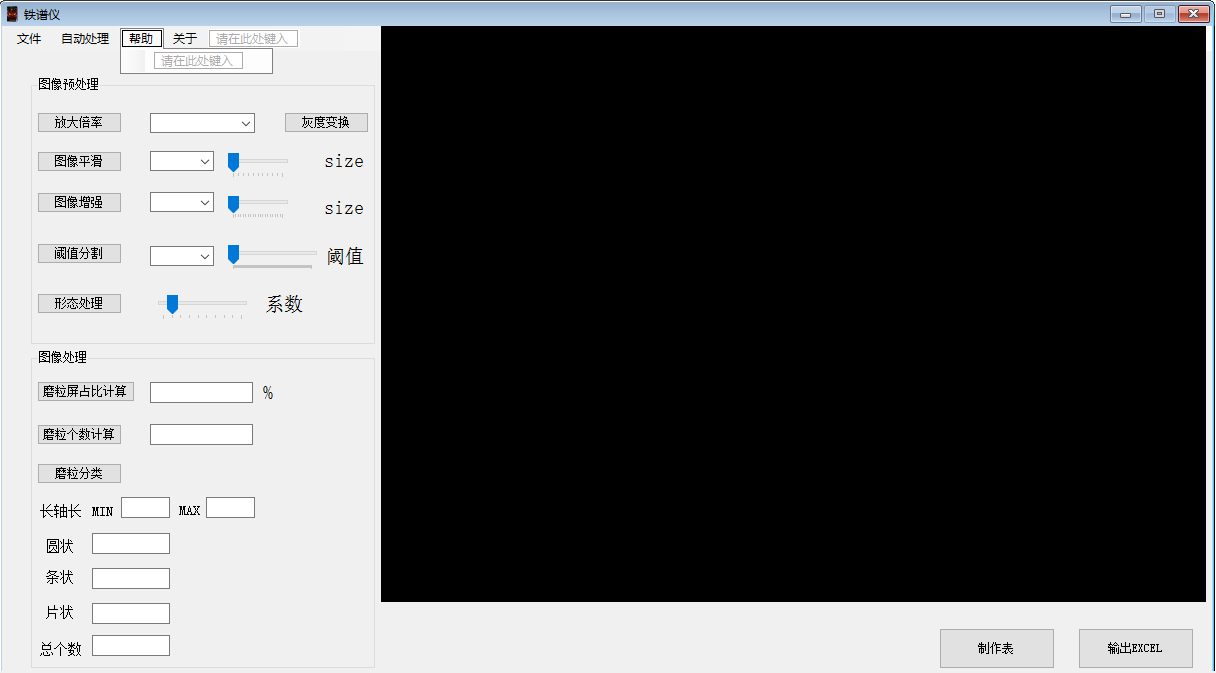 铁谱仪
文件 自动处理 帮助 关于 请在此处键入
请在此处键入
图像预处理
放大倍率 灰度变换
图像平滑 size
图像增强 size
阈值分割 阈值
形态处理 系数
图像处理
磨粒屏占比计算 %
磨粒个数计算
磨粒分类
长轴长 MIN MAX
圆状
条状
片状
总个数
制作表 输出EXCEL